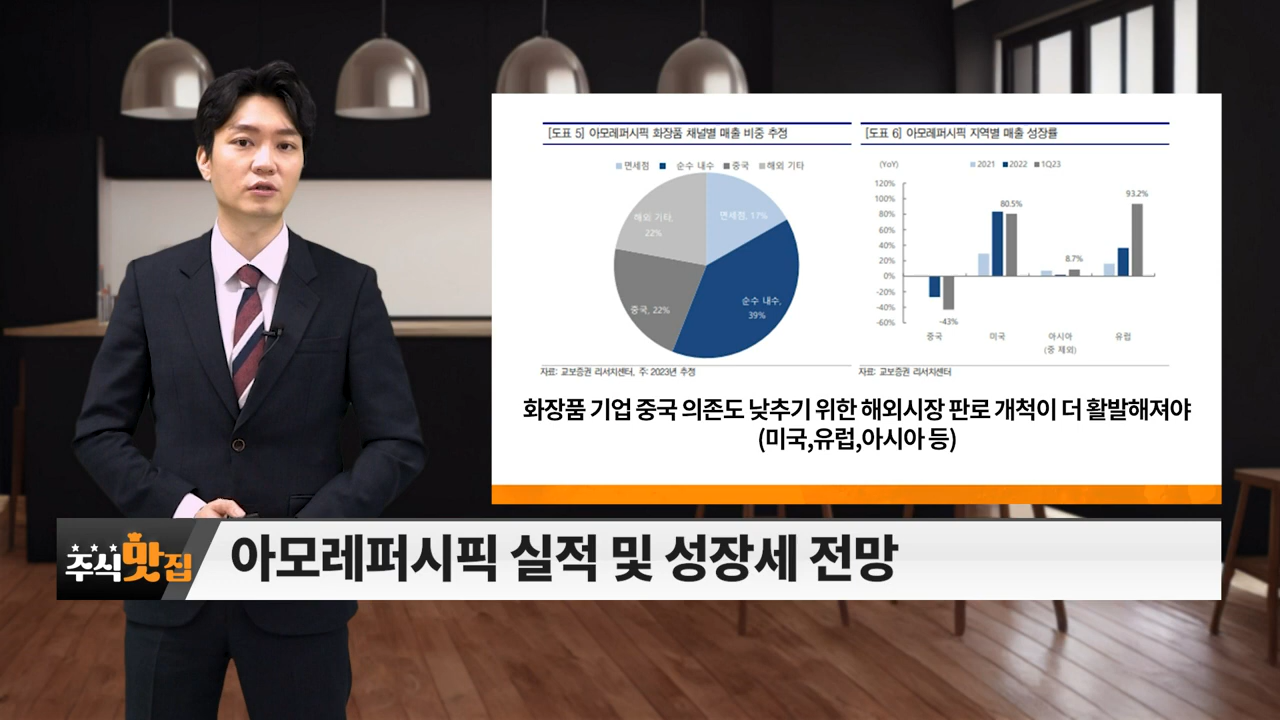 [도표 5] 아모레퍼시픽 화장품 채널별 매출 비중 추정
면세점 순수 내수 중국 해외 기타
해외 기타,
22%
면세점, 17%
중국, 22%
순수 내수,
39%
자료: 교보증권 리서치센터, 주: 2023년 추정
[도표 6] 아모레퍼시픽 지역별 매출 성장률
(YoY)
2021 2022 1Q23
120%
100%
80%
60%
40%
20%
0%
-20%
-40%
-60%
-43%
80.5%
8.7%
93.2%
중국 미국 아시아 유럽
(중 제외)
자료: 교보증권 리서치센터
화장품 기업 중국 의존도 낮추기 위한 해외시장 판로 개척이 더 활발해져야
(미국,유럽,아시아 등)
주식맛집
아모레퍼시픽 실적 및 성장세 전망